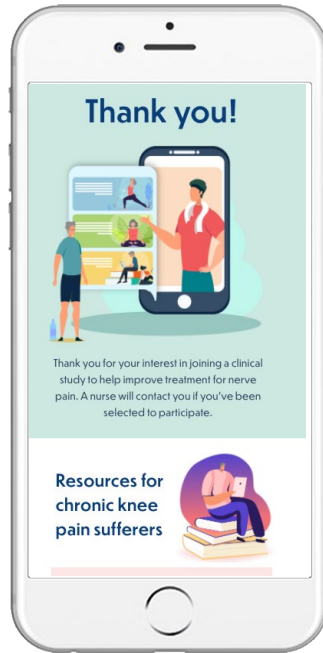 Thank you!
Thank you for your interest in joining a clinical
study to help improve treatment for nerve
pain. A nurse will contact you if you've been
selected to participate.
Resources for
chronic knee
pain sufferers